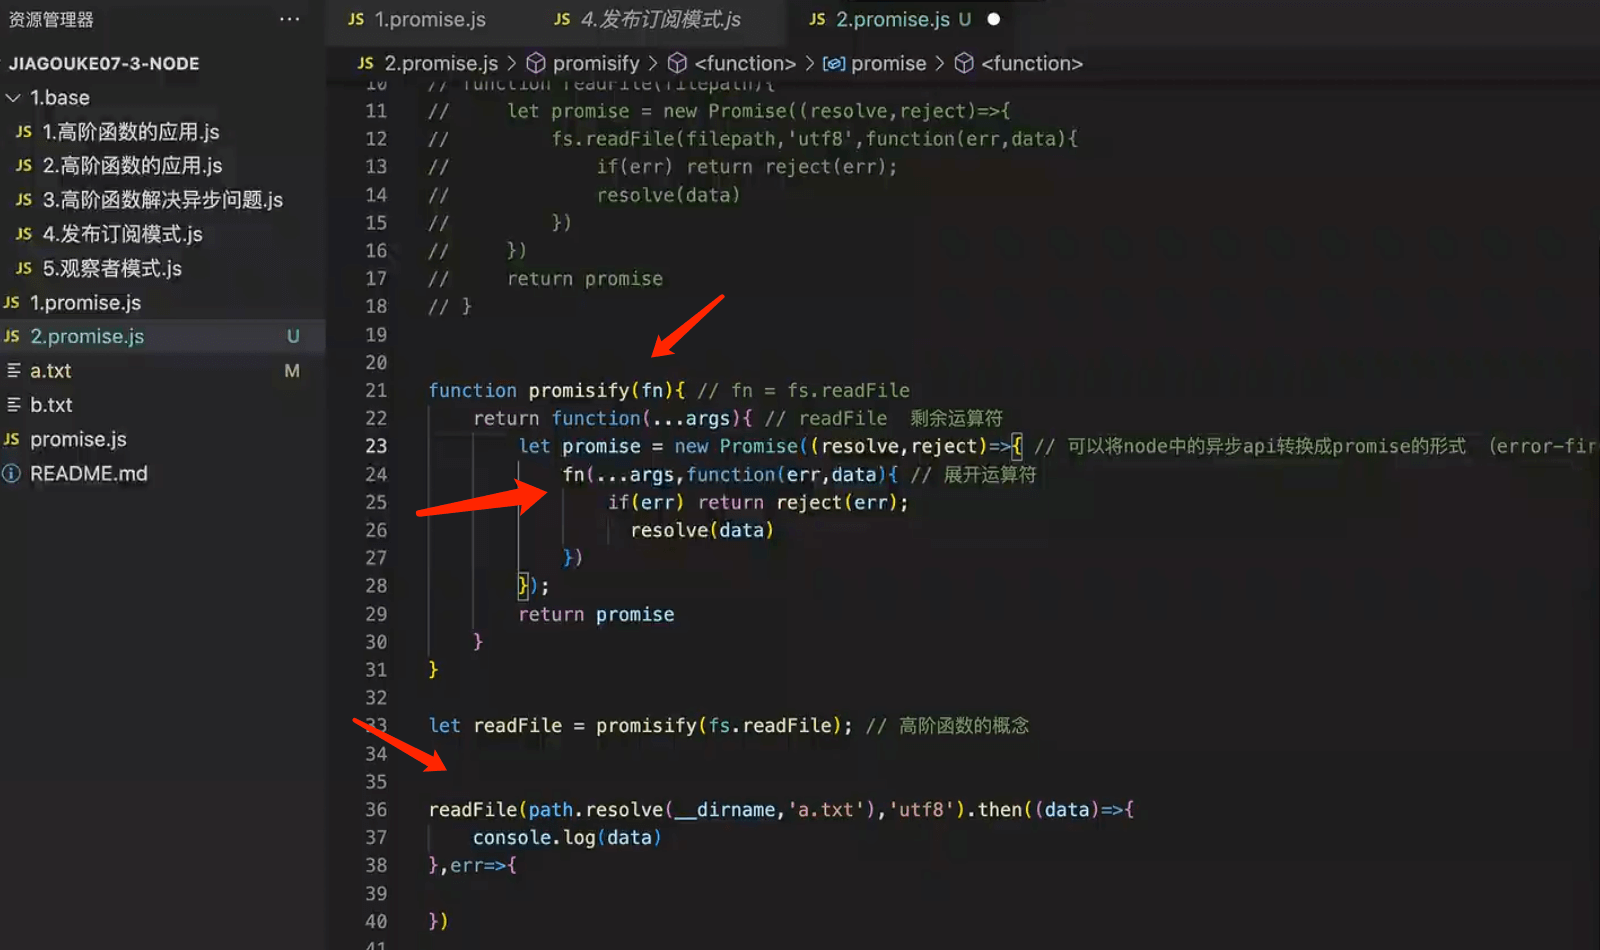 资源管理器 ···
JIAGOUKE07-3-NODE
1.base
JS 1.高阶函数的应用.js
JS 2.高阶函数的应用.js
JS 3.高阶函数解决异步问题.js
JS 4.发布订阅模式.js
JS 5.观察者模式.js
JS 1.promise.js
JS 2.promise.js U
a.txt M
b.txt
JS promise.js
README.md
JS 1.promise.js JS 4.发布订阅模式.js JS 2.promise.js U
JS 2.promise.js > promisify > <function> > promise > <function>
10 // function readFile(filepath){
11 // let promise = new Promise((resolve,reject)=>{
12 // fs.readFile(filepath,'utf8',function(err,data){
13 // if(err) return reject(err);
14 // resolve(data)
15 // })
16 // })
17 // return promise
18 // }
19
20
21 function promisify(fn){ // fn = fs.readFile
22 return function(...args){ // readFile 剩余运算符
23 let promise = new Promise((resolve,reject)=>{ // 可以将node中的异步api转换成promise的形式 (error-fir
24 fn(...args,function(err,data){ // 展开运算符
25 if(err) return reject(err);
26 resolve(data)
27 })
28 });
29 return promise
30 }
31 }
32
33 let readFile = promisify(fs.readFile); // 高阶函数的概念
34
35
36 readFile(path.resolve(__dirname,'a.txt'),'utf8').then((data)=>{
37 console.log(data)
38 },err=>{
39
40 })
41